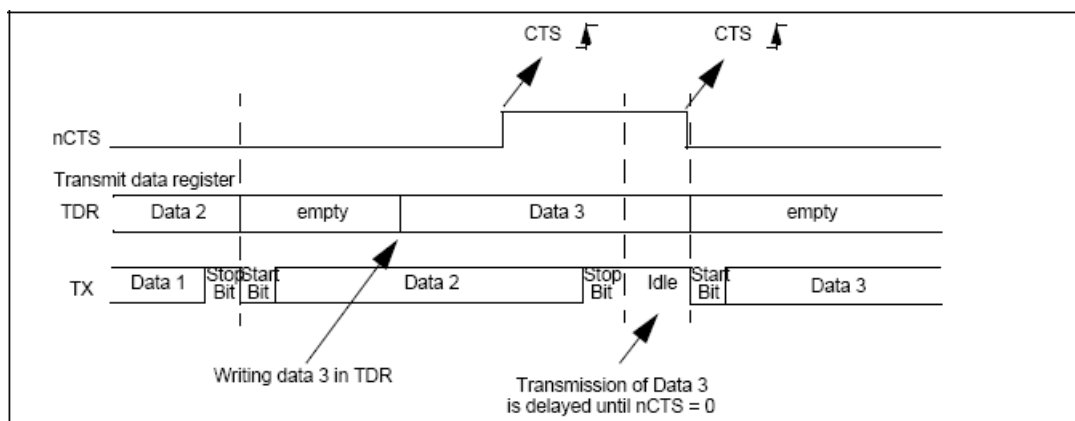 CTS CTS
nCTS
Transmit data register
TDR Data 2 empty Data 3 empty
TX Data 1 Stop Bit Start Bit Data 2 Stop Bit Idle Start Bit Data 3
Writing data 3 in TDR
Transmission of Data 3
is delayed until nCTS = 0